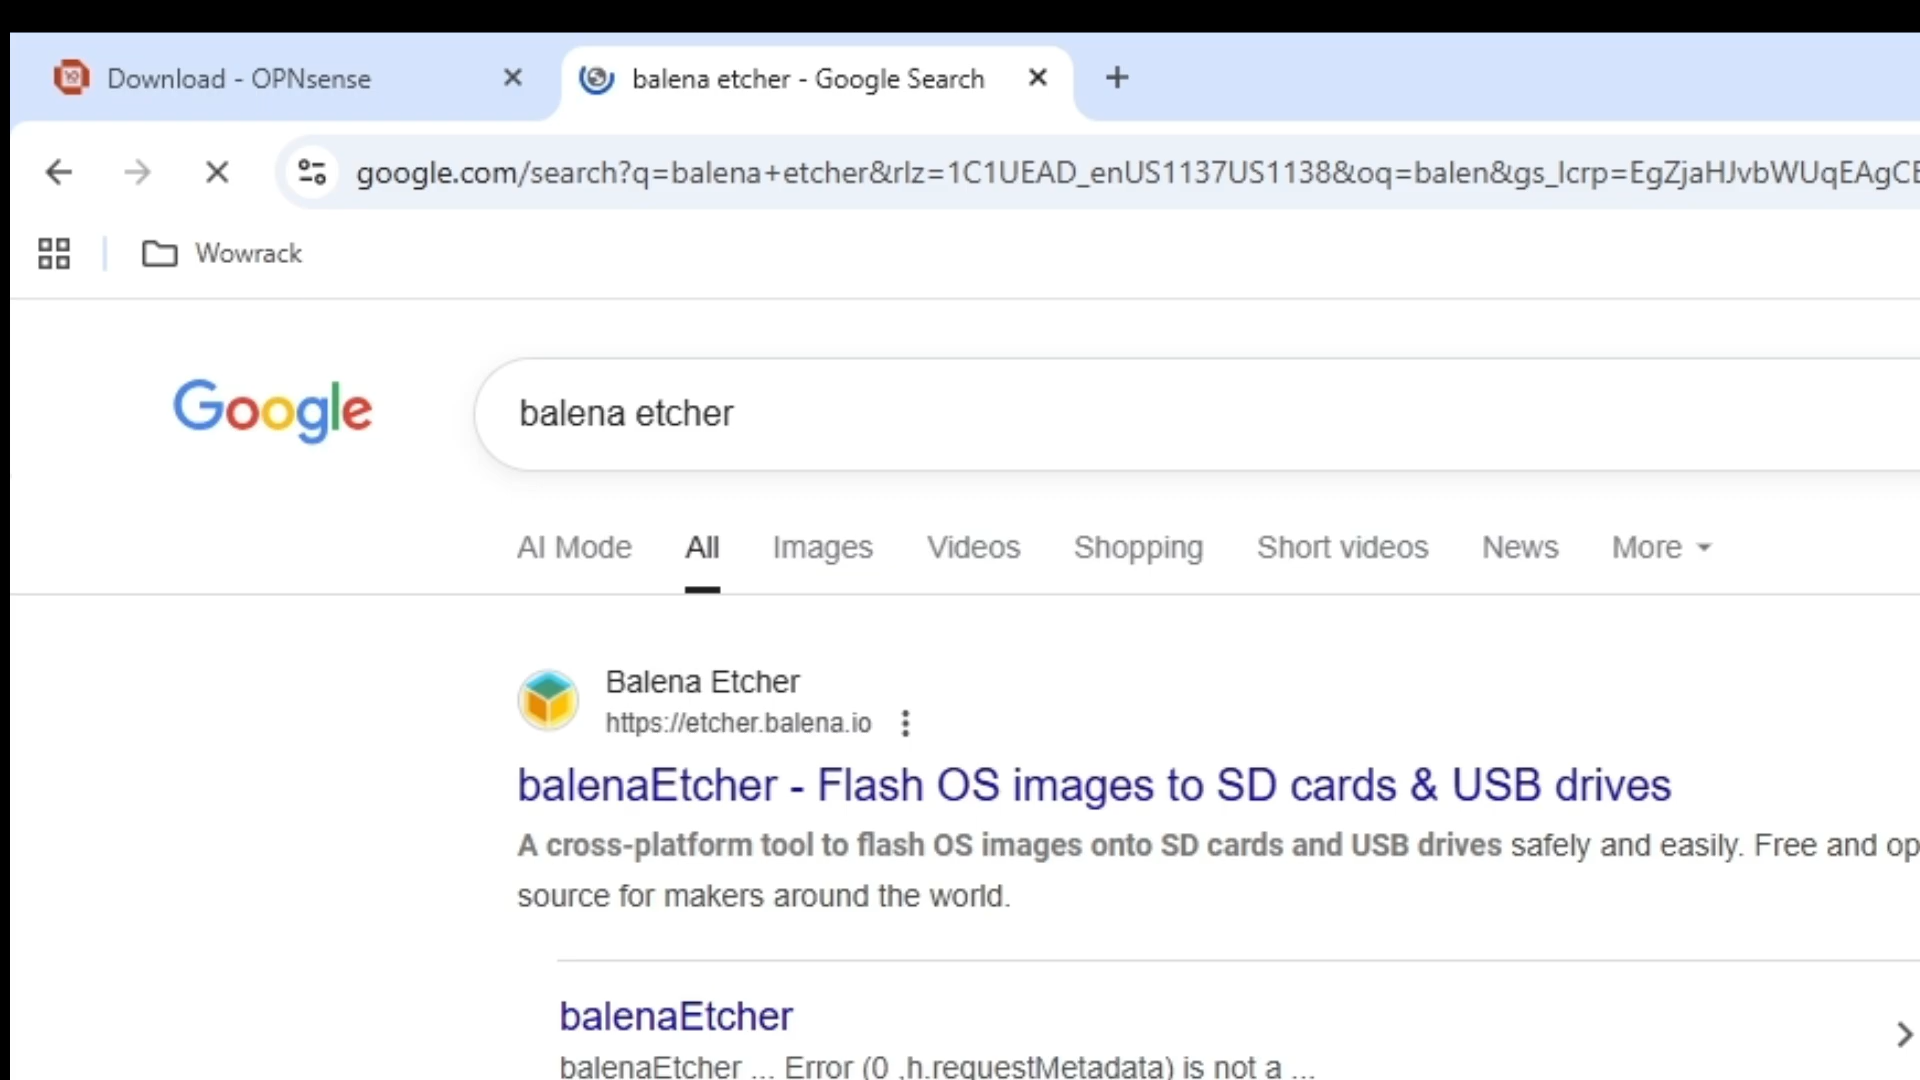 Download - OPNsense
balena etcher - Google Search
google.com/search?q=balena+etcher&rlz=1C1UEAD_enUS1137US1138&oq=balen&gs_lcrp=EgZjaHJvbWUqEAgCE
Wowrack
Google
balena etcher
AI Mode All Images Videos Shopping Short videos News More
Balena Etcher
https://etcher.balena.io
balenaEtcher - Flash OS images to SD cards & USB drives
A cross-platform tool to flash OS images onto SD cards and USB drives safely and easily. Free and op
source for makers around the world.
balenaEtcher
balenaEtcher ... Error (0 ,h.requestMetadata) is not a ...